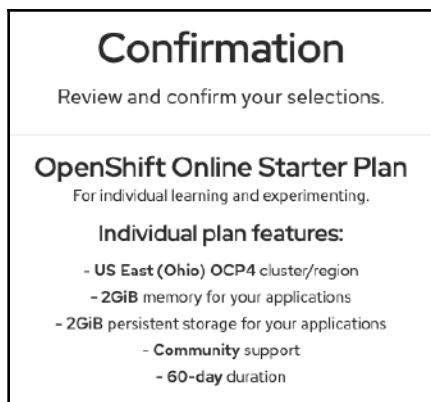 Confirmation
Review and confirm your selections.
OpenShift Online Starter Plan
For individual learning and experimenting.
Individual plan features:
- US East (Ohio) OCP4 cluster/region
- 2GiB memory for your applications
- 2GiB persistent storage for your applications
- Community support
- 60-day duration